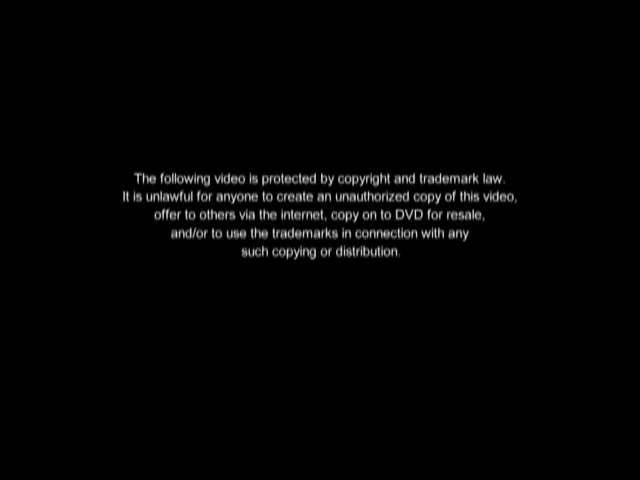 The following video is protected by copyright and trademark law.
It is unlawful for anyone to create an unauthorized copy of this video,
offer to others via the internet, copy on to DVD for resale,
and/or to use the trademarks in connection with any
such copying or distribution.